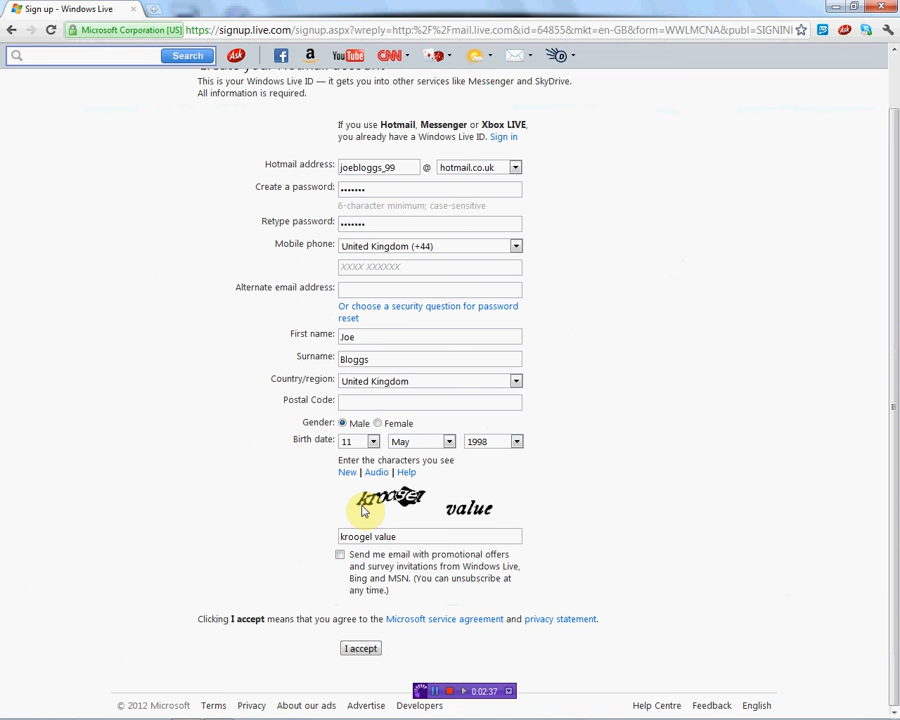 Sign up - Windows Live
Microsoft Corporation [US] https://signup.live.com/signup.aspx?wreply=http:%2F%2Fmail.live.com&id=64855&mkt=en-GB&form=WWLMCNA&publ=SIGNIN
Search Ask YouTube CNN
This is your Windows Live ID — it gets you into other services like Messenger and SkyDrive.
All information is required.
If you use Hotmail, Messenger or Xbox LIVE,
you already have a Windows Live ID. Sign in
Hotmail address: joebloggs_99 @ hotmail.co.uk
Create a password: •••••••
6-character minimum; case-sensitive
Retype password: •••••••
Mobile phone: United Kingdom (+44)
XXXX XXXXXX
Alternate email address:
Or choose a security question for password
reset
First name: Joe
Surname: Bloggs
Country/region: United Kingdom
Postal Code:
Gender: Male Female
Birth date: 11 May 1998
Enter the characters you see
New | Audio | Help
kroogel value
kroogel value
Send me email with promotional offers
and survey invitations from Windows Live,
Bing and MSN. (You can unsubscribe at
any time.)
Clicking I accept means that you agree to the Microsoft service agreement and privacy statement.
I accept
0:02:37
© 2012 Microsoft Terms Privacy About our ads Advertise Developers Help Centre Feedback English